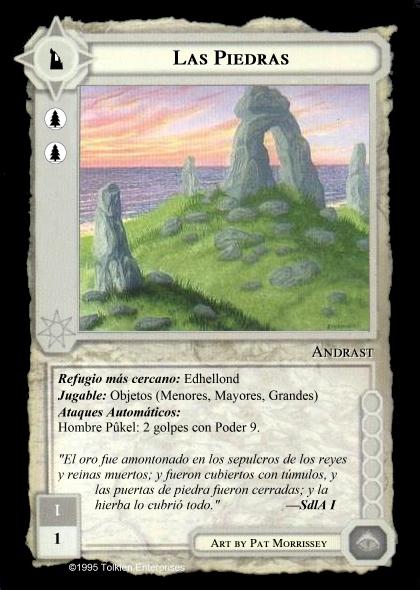 LAS PIEDRAS
ANDRAST
Refugio más cercano: Edhellond
Jugable: Objetos (Menores, Mayores, Grandes)
Ataques Automáticos:
Hombre Pûkel: 2 golpes con Poder 9.
"El oro fue amontonado en los sepulcros de los reyes
y reinas muertos; y fueron cubiertos con túmulos, y
las puertas de piedra fueron cerradas; y la
hierba lo cubrió todo." —SdlA I
I
1
ART BY PAT MORRISSEY
©1995 Tolkien Enterprises